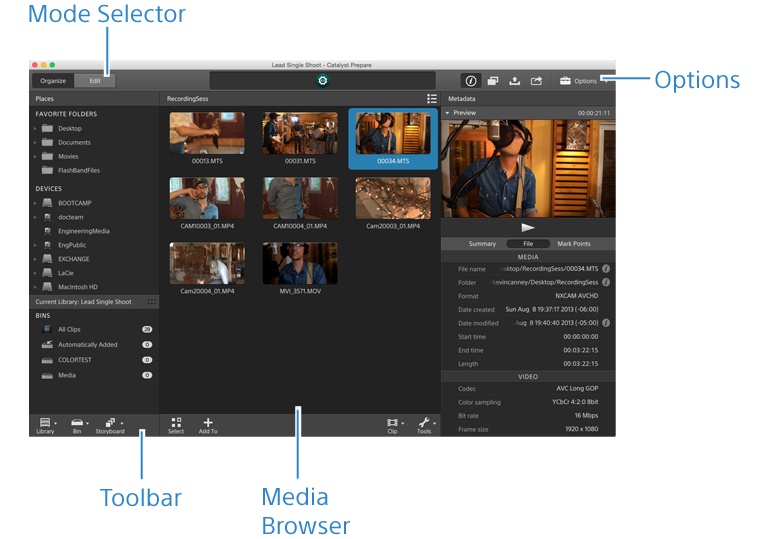 Mode Selector
Options
Lead Single Shoot - Catalyst Prepare
Organize Edit
Options
Places
RecordingSess
Metadata
FAVORITE FOLDERS
Desktop
Documents
Movies
FlashBandFiles
DEVICES
BOOTCAMP
docteam
EngineeringMedia
EngPublic
EXCHANGE
LaCie
Macintosh HD
Current Library: Lead Single Shoot
BINS
All Clips 28
Automatically Added 0
COLORTEST 0
Media 0
00013.MTS
00031.MTS
00034.MTS
CAM10003_01.MP4
CAM10004_01.MP4
Cam20003_01.MP4
Cam20004_01.MP4
MVI_3571.MOV
Preview 00:00:21:11
Summary File Mark Points
MEDIA
File name sktop/RecordingSess/00034.MTS
Folder evincanney/Desktop/RecordingSess
Format NXCAM AVCHD
Date created Sun Aug 8 19:37:17 2013 (-06:00)
Date modified Aug 8 19:40:40 2013 (-05:00)
Start time 00:00:00:00
End time 00:03:22:15
Length 00:03:22:15
VIDEO
Codec AVC Long GOP
Color sampling YCbCr 4:2:0 8bit
Bit rate 16 Mbps
Frame size 1920 x 1080
Library Bin Storyboard
Select Add To
Clip Tools
Toolbar
Media
Browser